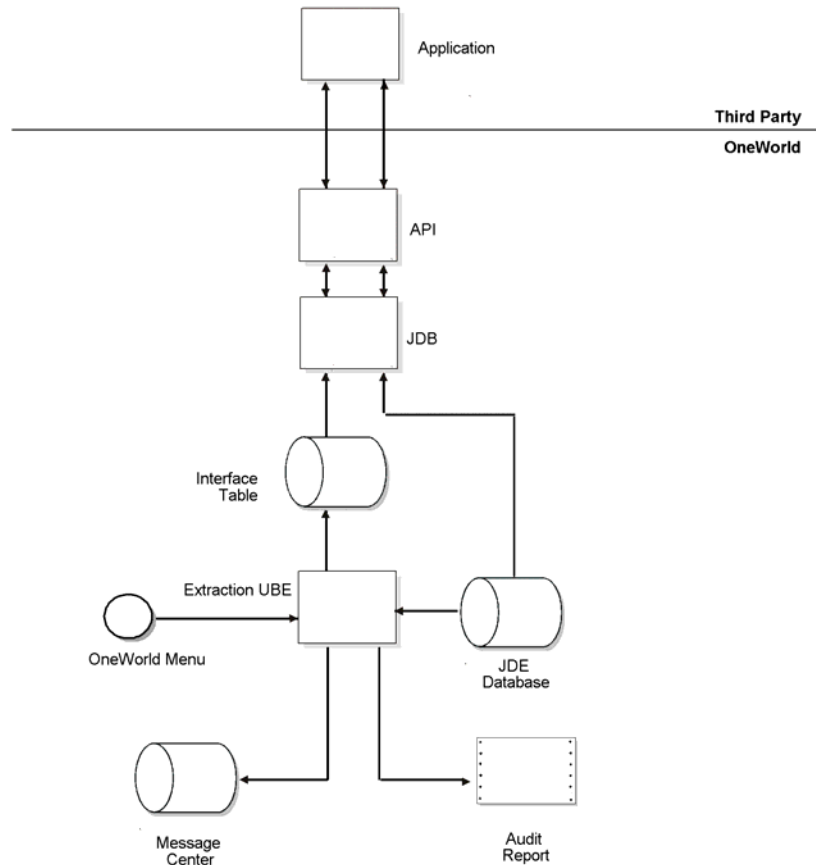 Application
Third Party
OneWorld
API
JDB
Interface
Table
Extraction UBE
OneWorld Menu
JDE
Database
Message
Center
Audit
Report